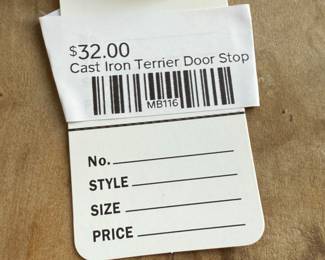 $32.00
Cast Iron Terrier Door Stop
MB116
No.
STYLE
SIZE
PRICE